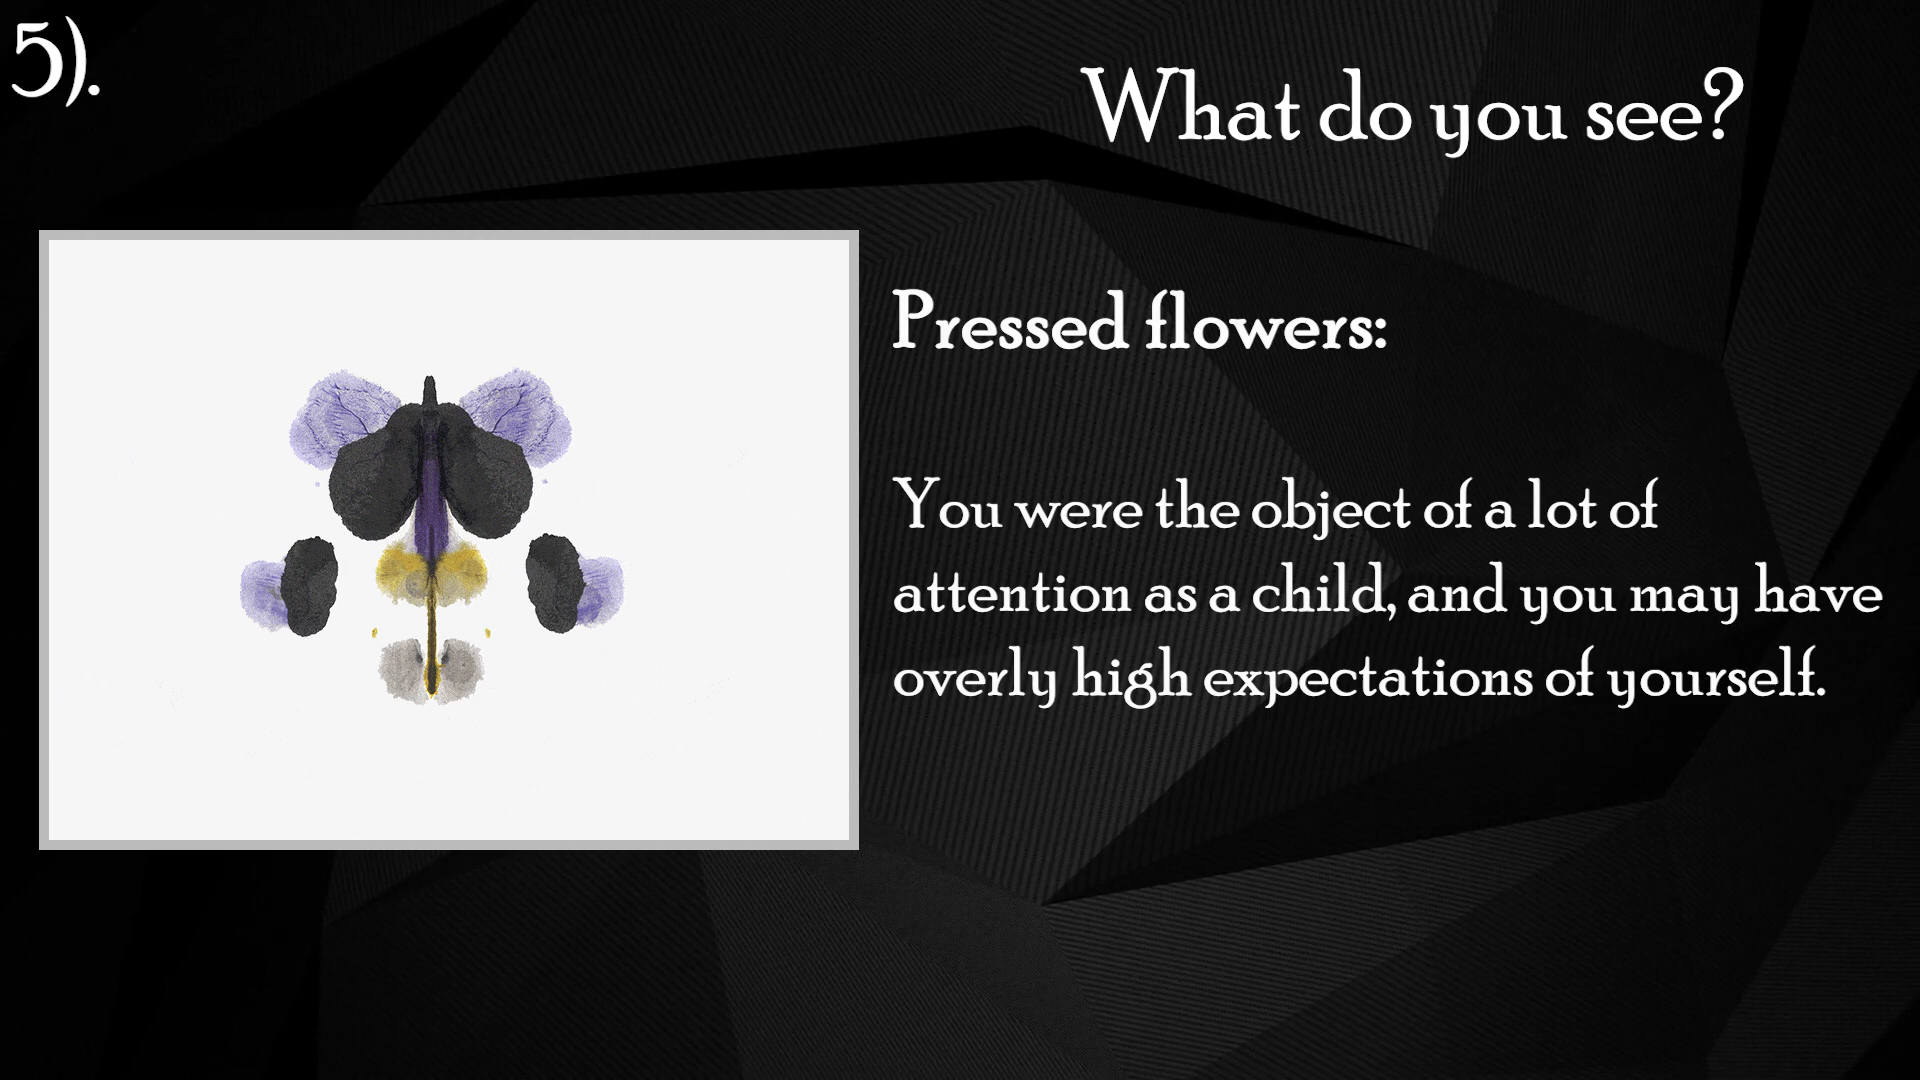 5).
What do you see?
Pressed flowers:
You were the object of a lot of
attention as a child, and you may have
overly high expectations of yourself.